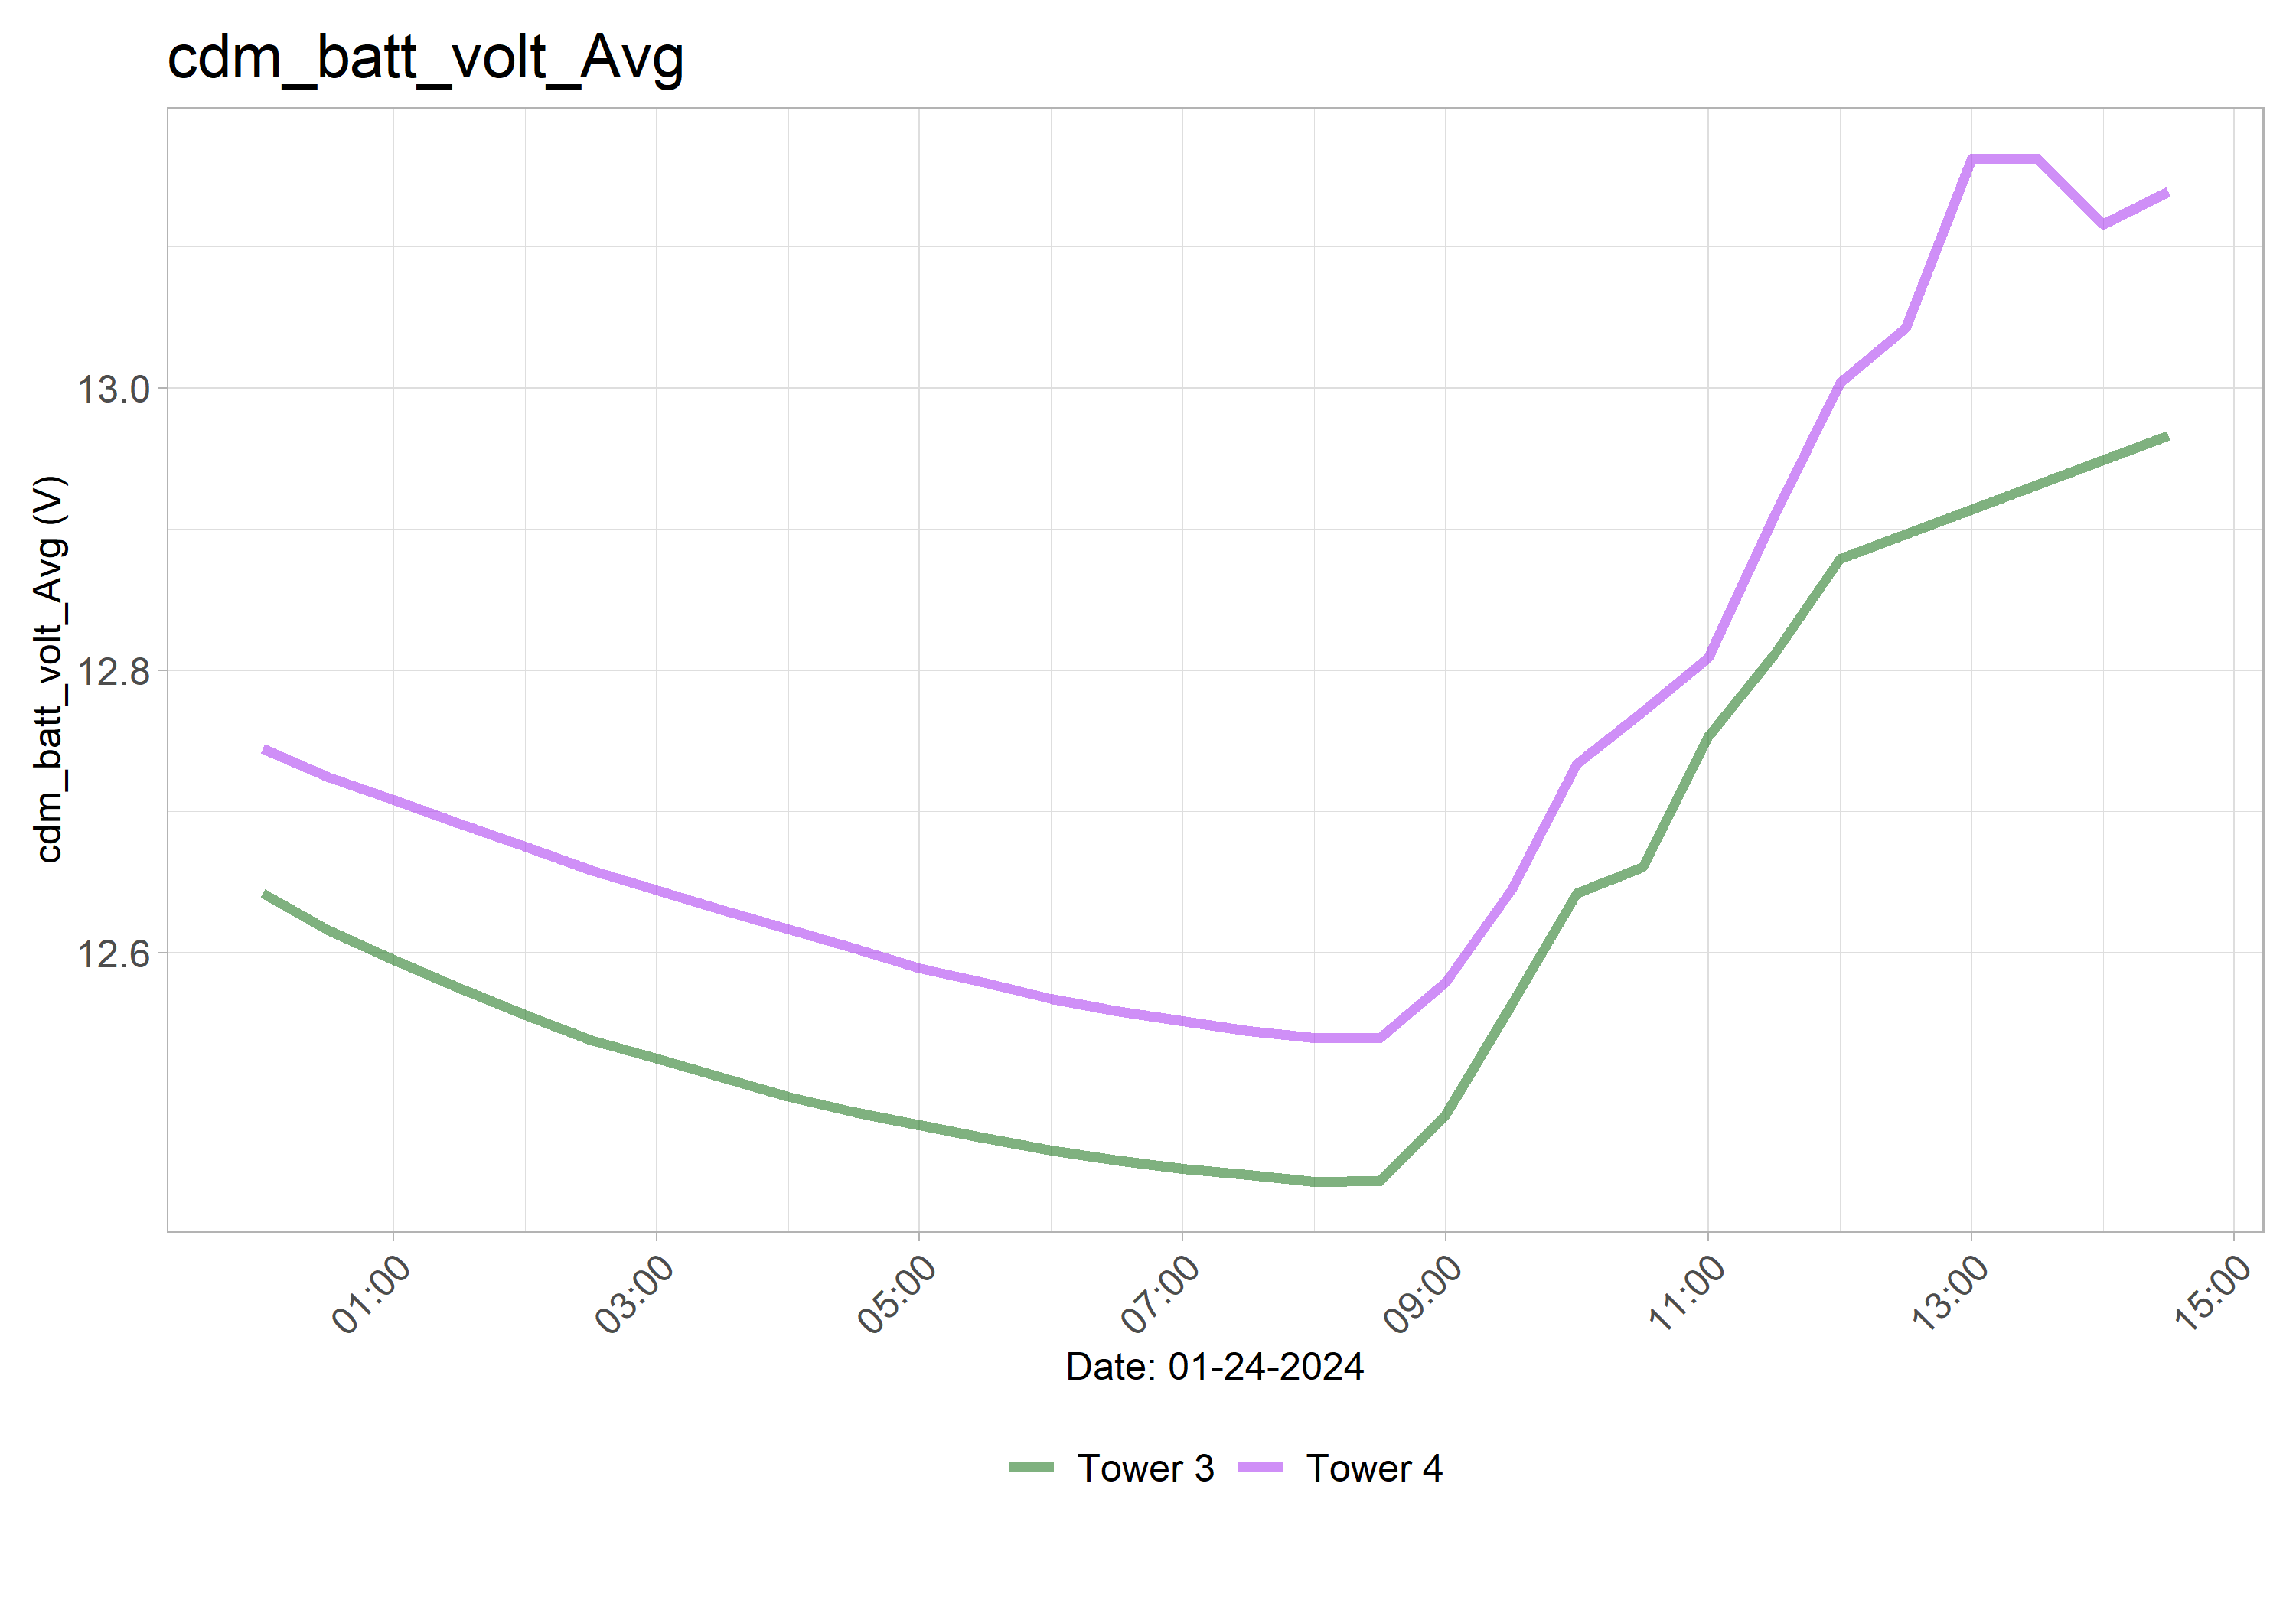 cdm_batt_volt_Avg
cdm_batt_volt_Avg (V)
13.0
12.8
12.6
01:00
03:00
05:00
07:00
09:00
11:00
13:00
15:00
Date: 01-24-2024
Tower 3
Tower 4